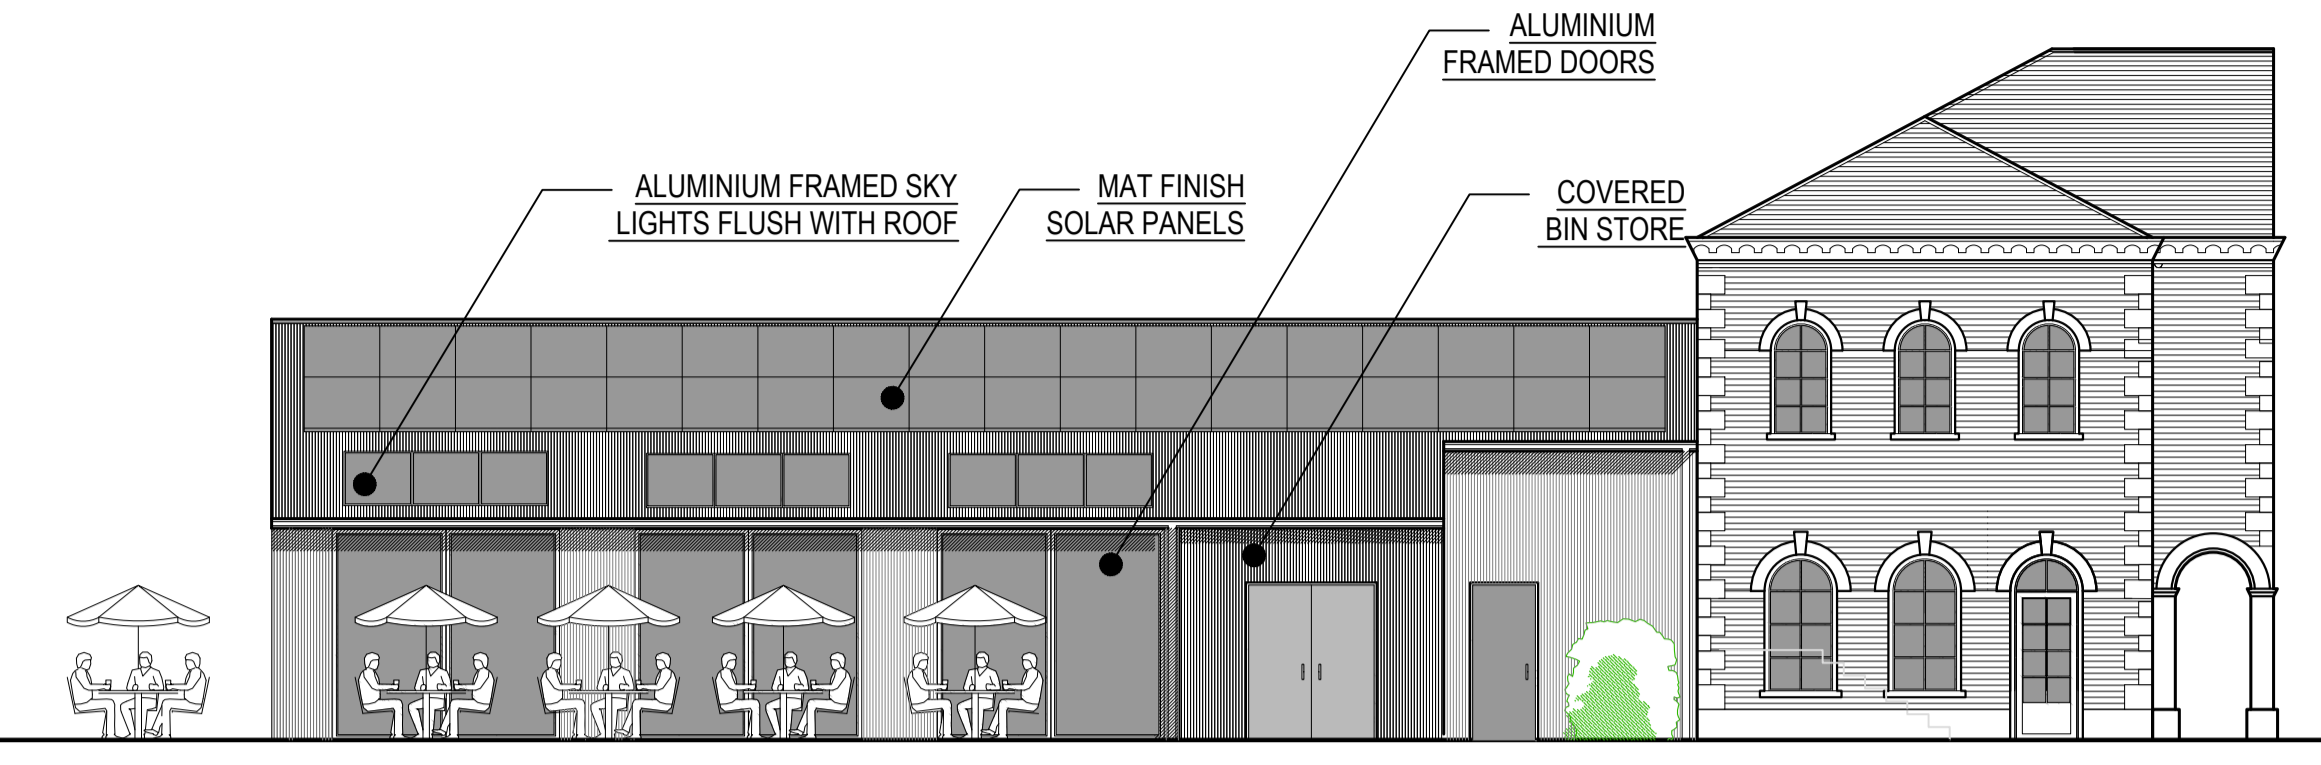 ALUMINIUM
FRAMED DOORS
ALUMINIUM FRAMED SKY
LIGHTS FLUSH WITH ROOF
MAT FINISH
SOLAR PANELS
COVERED
BIN STORE